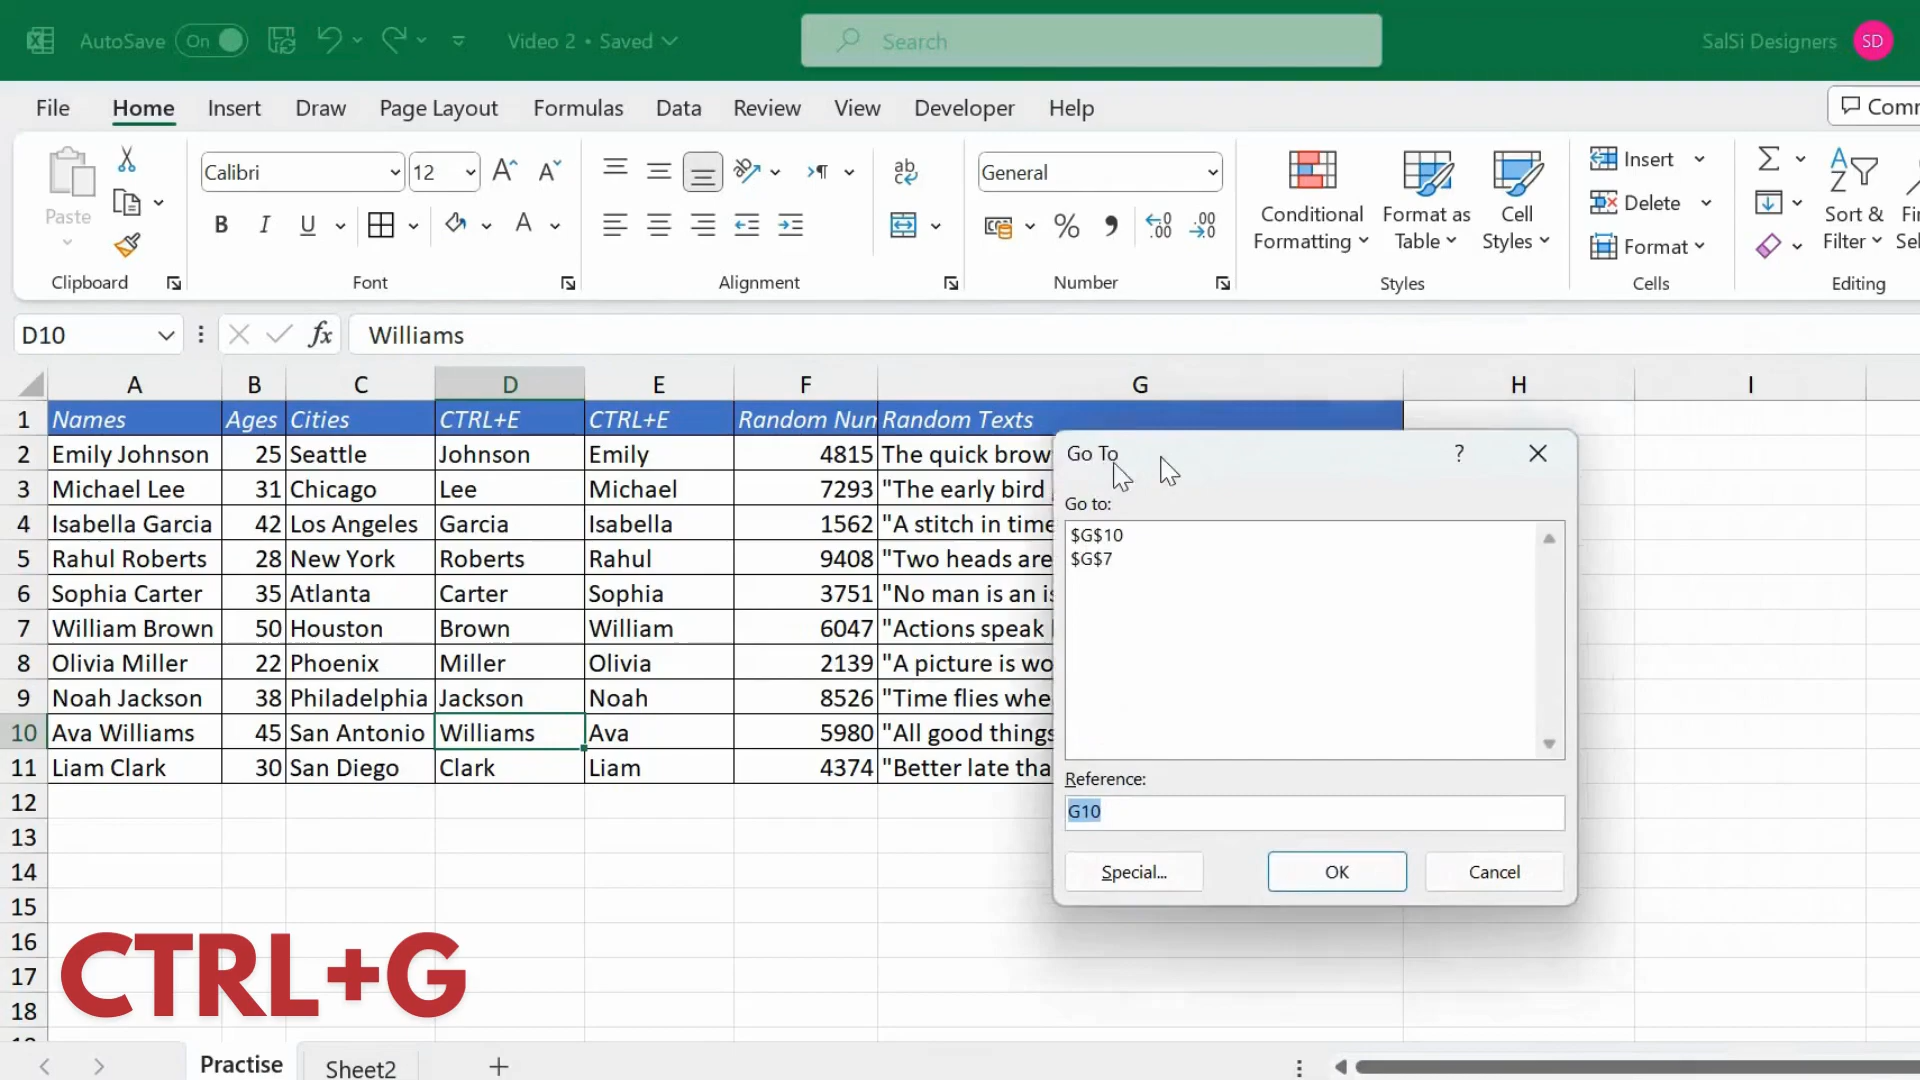 AutoSave On Video 2 • Saved Search SalSi Designers SD
File Home Insert Draw Page Layout Formulas Data Review View Developer Help
Paste
Clipboard
Calibri 12
B I U A
Font
ab
Alignment
General
% .00
Number
Conditional
Formatting
Format as
Table
Cell
Styles
Styles
Insert
Delete
Format
Cells
Sort &
Filter
Editing
D10 fx Williams
A B C D E F G H I
1 Names Ages Cities CTRL+E CTRL+E Random Num Random Texts
2 Emily Johnson 25 Seattle Johnson Emily 4815 The quick brow
3 Michael Lee 31 Chicago Lee Michael 7293 "The early bird
4 Isabella Garcia 42 Los Angeles Garcia Isabella 1562 "A stitch in time
5 Rahul Roberts 28 New York Roberts Rahul 9408 "Two heads are
6 Sophia Carter 35 Atlanta Carter Sophia 3751 "No man is an is
7 William Brown 50 Houston Brown William 6047 "Actions speak
8 Olivia Miller 22 Phoenix Miller Olivia 2139 "A picture is wo
9 Noah Jackson 38 Philadelphia Jackson Noah 8526 "Time flies whe
10 Ava Williams 45 San Antonio Williams Ava 5980 "All good things
11 Liam Clark 30 San Diego Clark Liam 4374 "Better late tha
12
13
14
15
16
17
18
Go To ?
Go to:
$G$10
$G$7
Reference:
G10
Special... OK Cancel
CTRL+G
Practise Sheet2